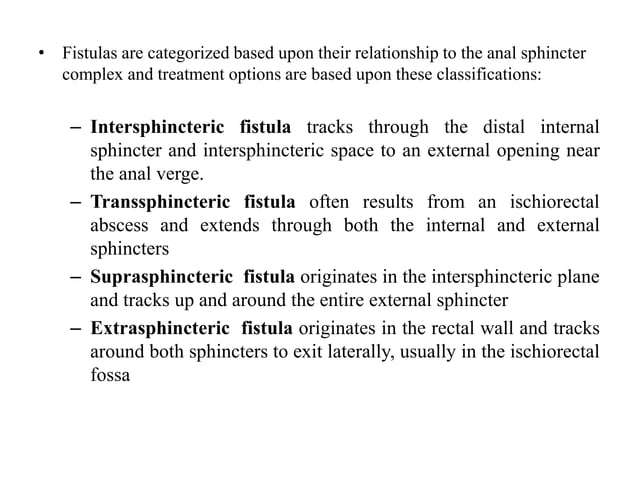 • Fistulas are categorized based upon their relationship to the anal sphincter
complex and treatment options are based upon these classifications:
– Intersphincteric fistula tracks through the distal internal
sphincter and intersphincteric space to an external opening near
the anal verge.
– Transsphincteric fistula often results from an ischiorectal
abscess and extends through both the internal and external
sphincters
– Suprasphincteric fistula originates in the intersphincteric plane
and tracks up and around the entire external sphincter
– Extrasphincteric fistula originates in the rectal wall and tracks
around both sphincters to exit laterally, usually in the ischiorectal
fossa